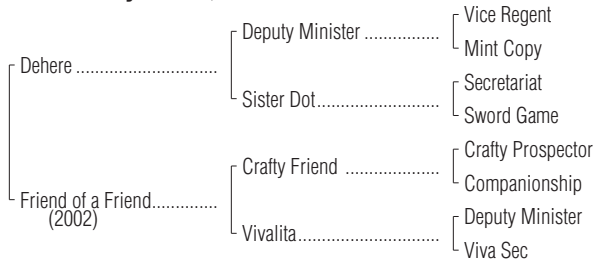 Vice Regent
Deputy Minister ................
Mint Copy
Dehere ..............................
Secretariat
Sister Dot..........................
Sword Game
Crafty Prospector
Crafty Friend ....................
Companionship
Friend of a Friend..............
(2002)
Deputy Minister
Vivalita..............................
Viva Sec